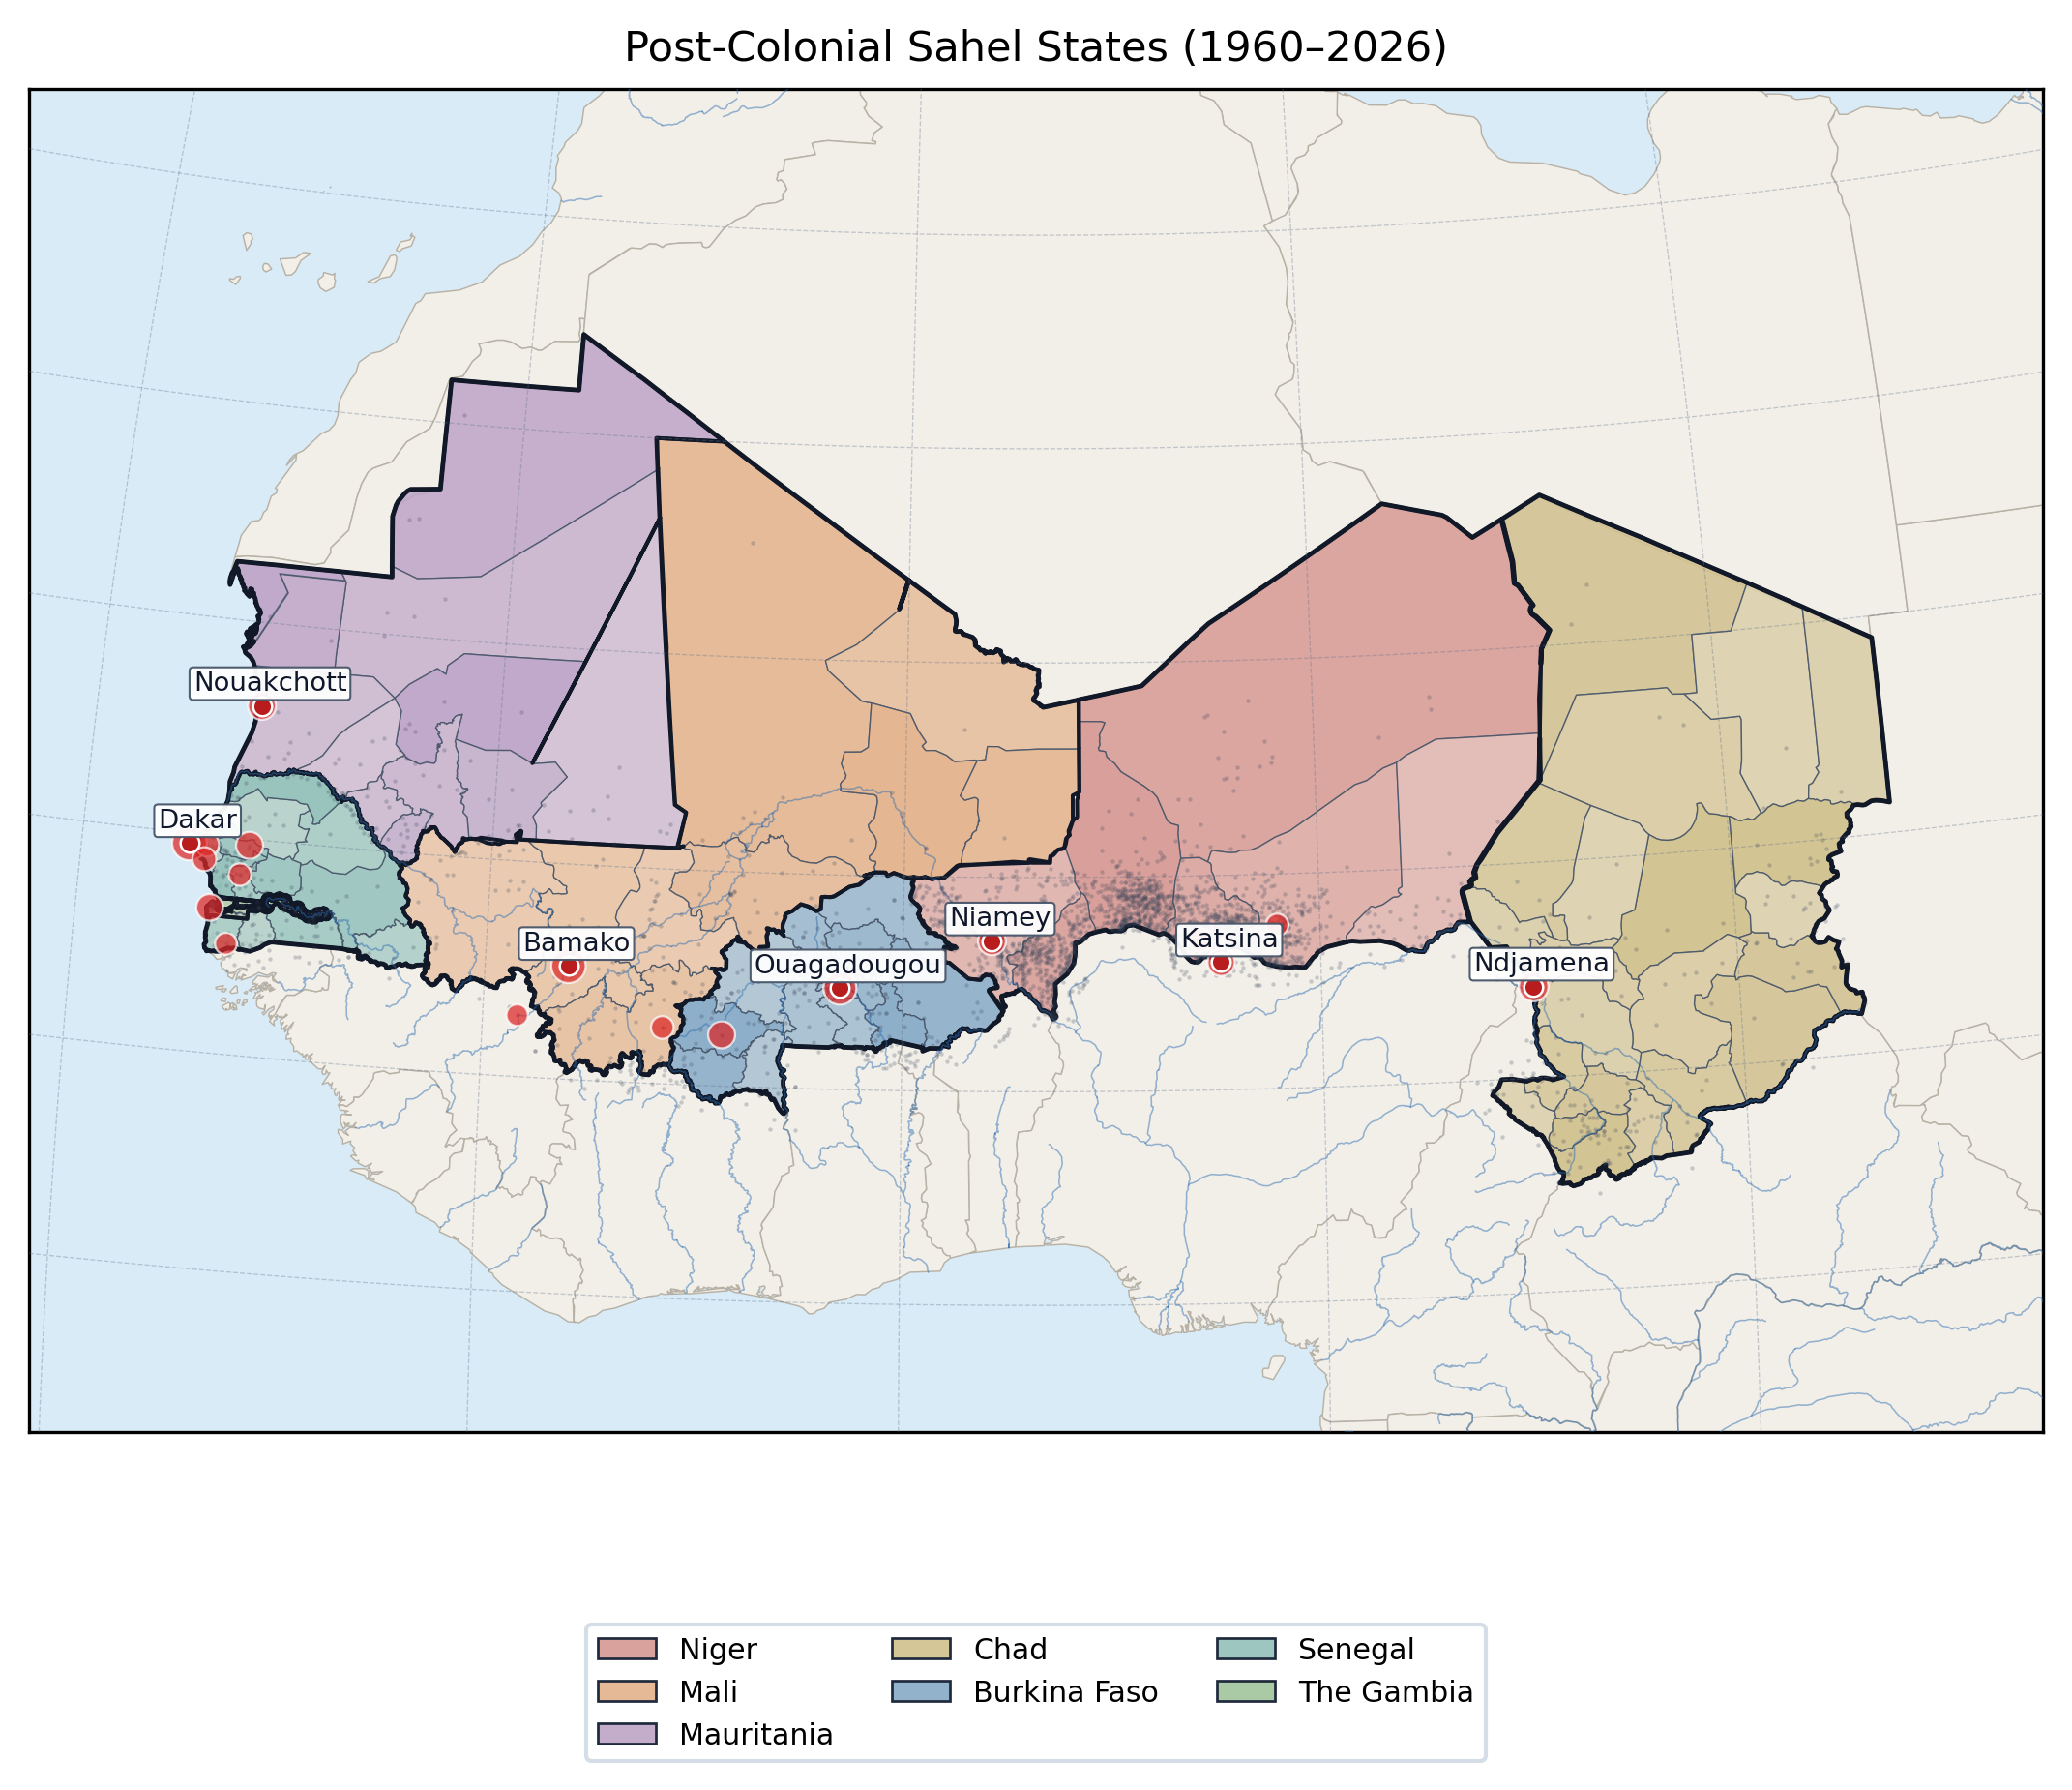 Post-Colonial Sahel States (1960–2026)
Nouakchott
Dakar
Niamey
Bamako
Katsina
Ouagadougou
Ndjamena
Niger
Mali
Mauritania
Chad
Burkina Faso
Senegal
The Gambia